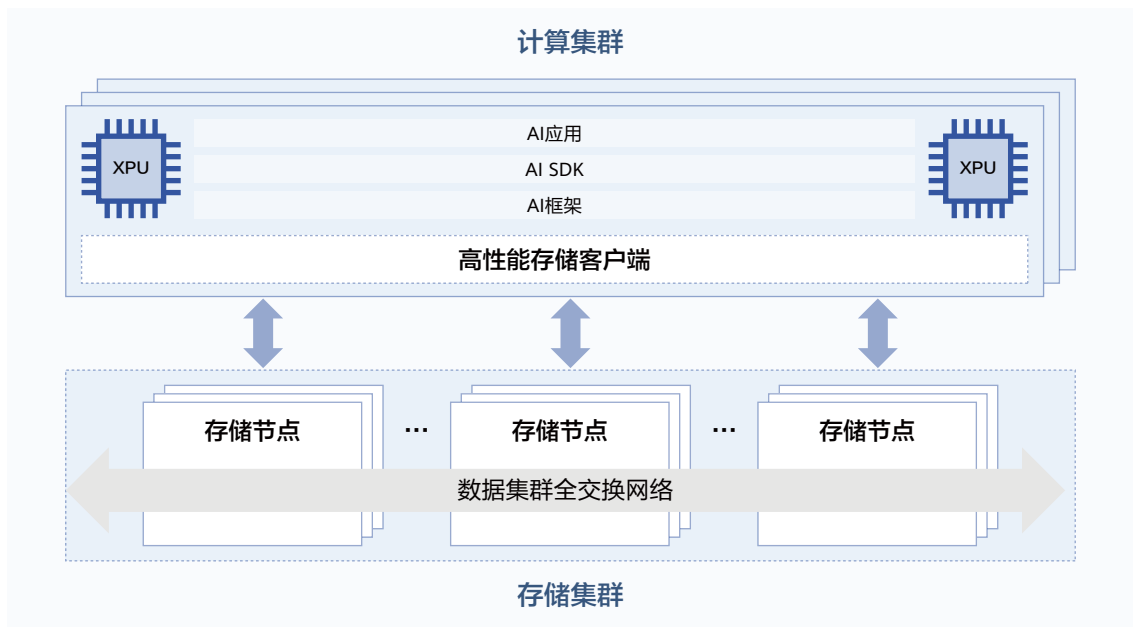 计算集群
XPU
AI应用
AI SDK
AI框架
XPU
高性能存储客户端
存储节点
...
存储节点
...
存储节点
数据集群全交换网络
存储集群